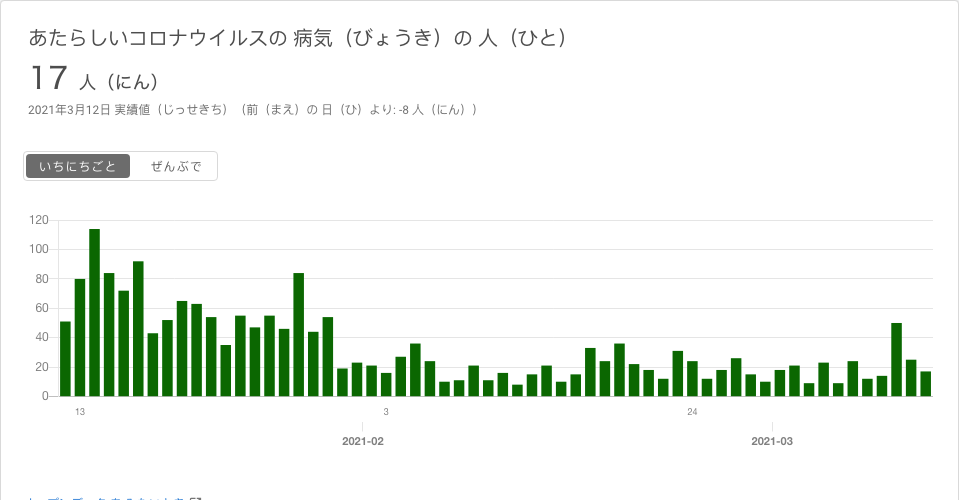 あたらしいコロナウイルスの 病気（びょうき）の 人（ひと）
17 人（にん）
2021年3月12日 実績値（じっせきち）（前（まえ）の 日（ひ）より: -8 人（にん））
いちにちごと ぜんぶで
120
100
80
60
40
20
0
13 3 24
2021-02 2021-03